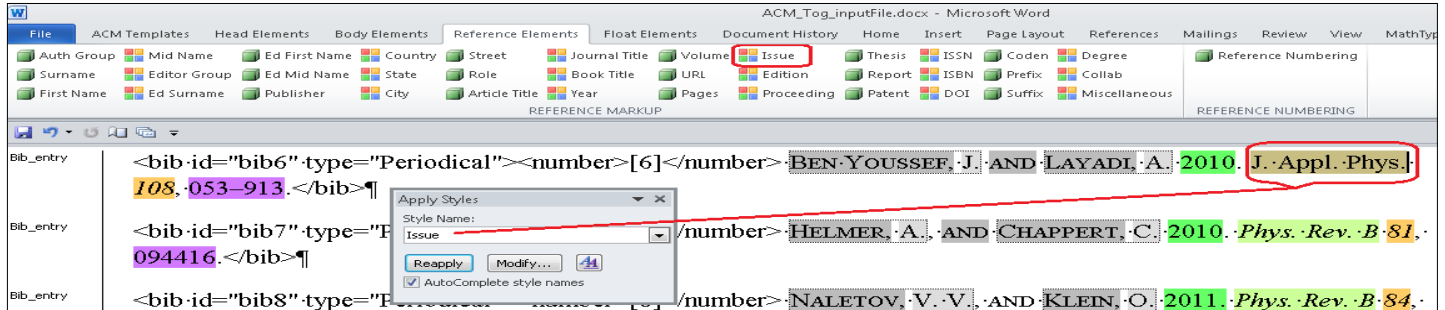 W ACM_Tog_inputFile.docx - Microsoft Word
File ACM Templates Head Elements Body Elements Reference Elements Float Elements Document History Home Insert Page Layout References Mailings Review View MathTyp
Auth Group Mid Name Ed First Name Country Street Journal Title Volume Issue Thesis ISSN Coden Degree Reference Numbering
Surname Editor Group Ed Mid Name State Role Book Title URL Edition Report ISBN Prefix Collab
First Name Ed Surname Publisher City Article Title Year Pages Proceeding Patent DOI Suffix Miscellaneous
REFERENCE MARKUP REFERENCE NUMBERING
Bib_entry <bib·id="bib6"·type="Periodical"><number>[6]</number>·BEN·YOUSSEF,·J.·AND·LAYADI,·A.·2010.·J.·Appl.·Phys.·
108,·053–913.</bib>¶
Apply Styles
Style Name:
Bib_entry <bib·id="bib7"·type="P /number>·HELMER,·A.,·AND·CHAPPERT,·C.·2010.·Phys.·Rev.·B·81,·
Issue
094416.</bib>¶
Reapply Modify...
AutoComplete style names
Bib_entry <bib·id="bib8"·type="P /number>·NALETOV,·V.·V.,·AND·KLEIN,·O.·2011.·Phys.·Rev.·B·84,·